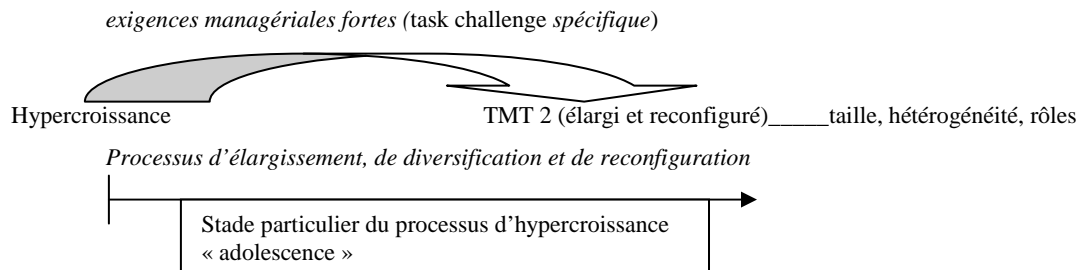 exigences managériales fortes (task challenge spécifique)
Hypercroissance TMT 2 (élargi et reconfiguré)_____taille, hétérogénéité, rôles
Processus d'élargissement, de diversification et de reconfiguration
Stade particulier du processus d'hypercroissance
« adolescence »